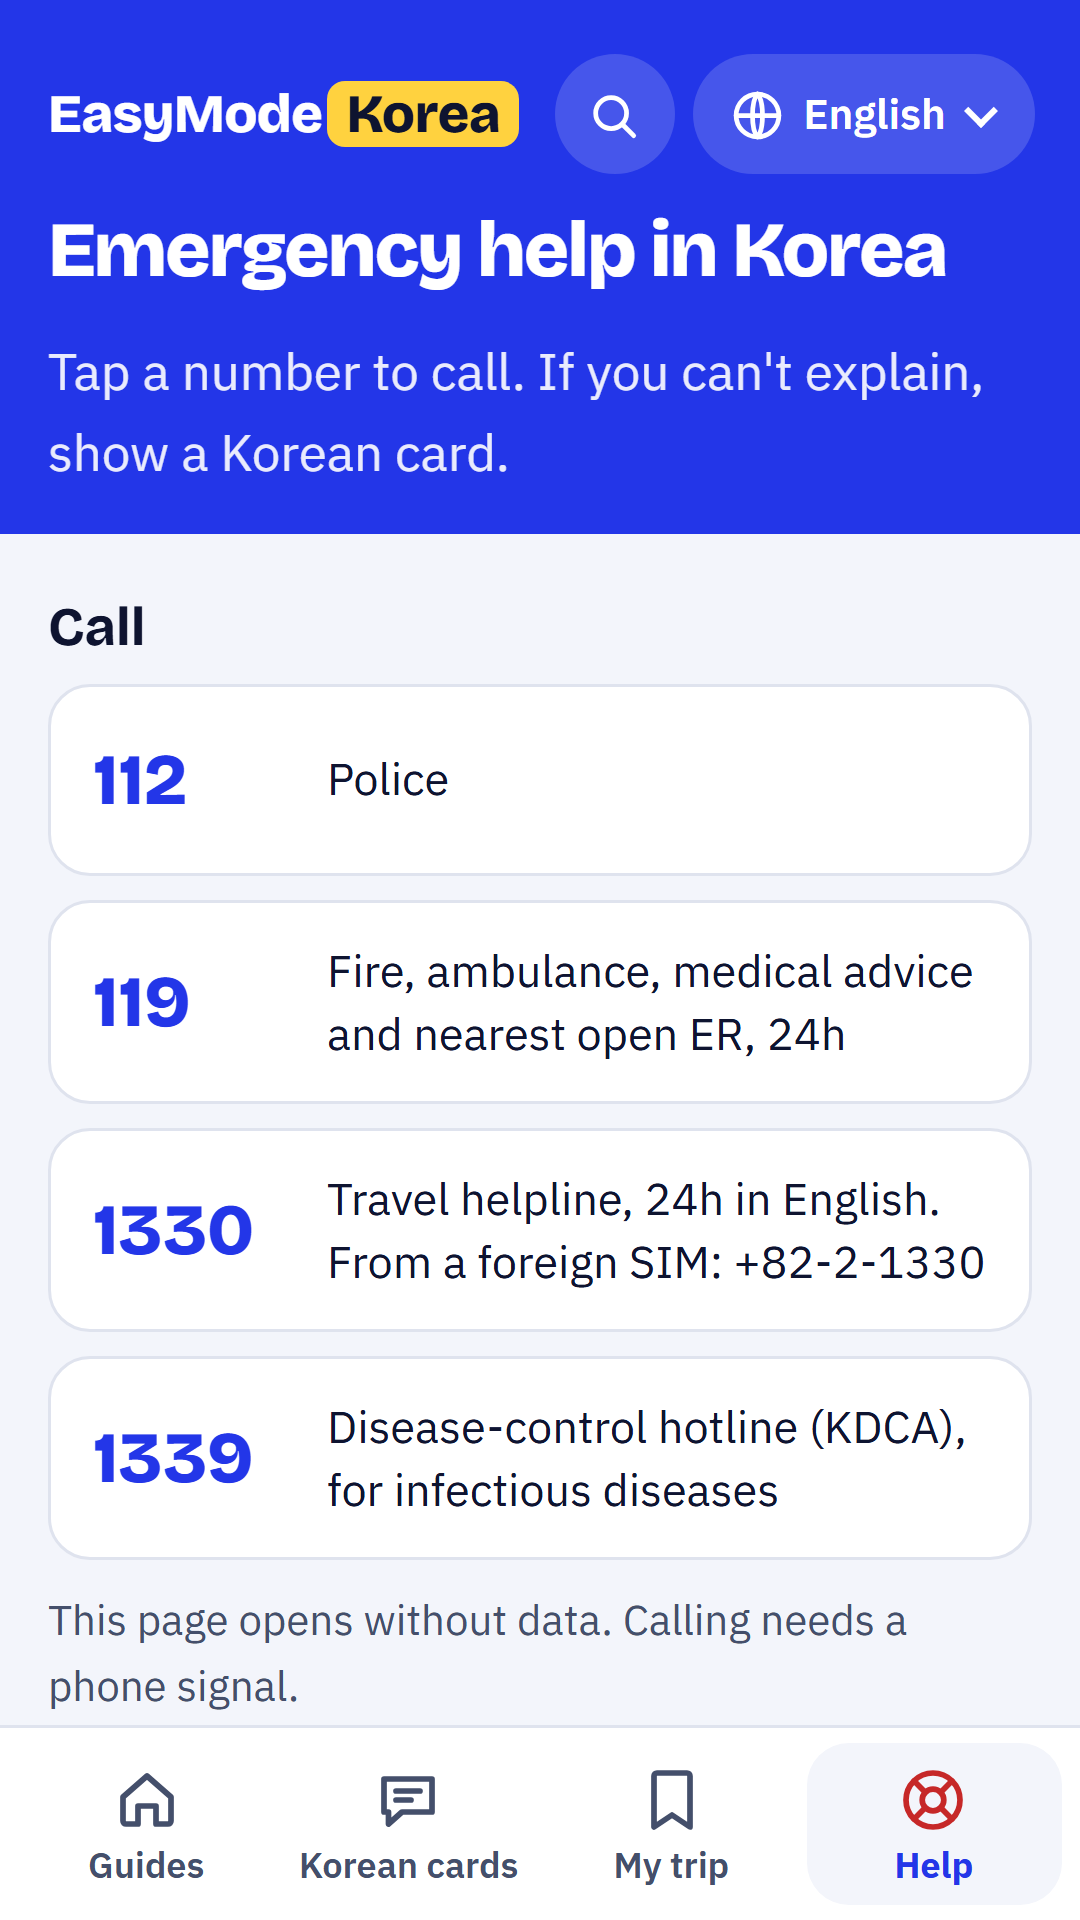 EasyMode Korea
English
Emergency help in Korea
Tap a number to call. If you can't explain,
show a Korean card.
Call
112
Police
119
Fire, ambulance, medical advice
and nearest open ER, 24h
1330
Travel helpline, 24h in English.
From a foreign SIM: +82-2-1330
1339
Disease-control hotline (KDCA),
for infectious diseases
This page opens without data. Calling needs a
phone signal.
Guides
Korean cards
My trip
Help